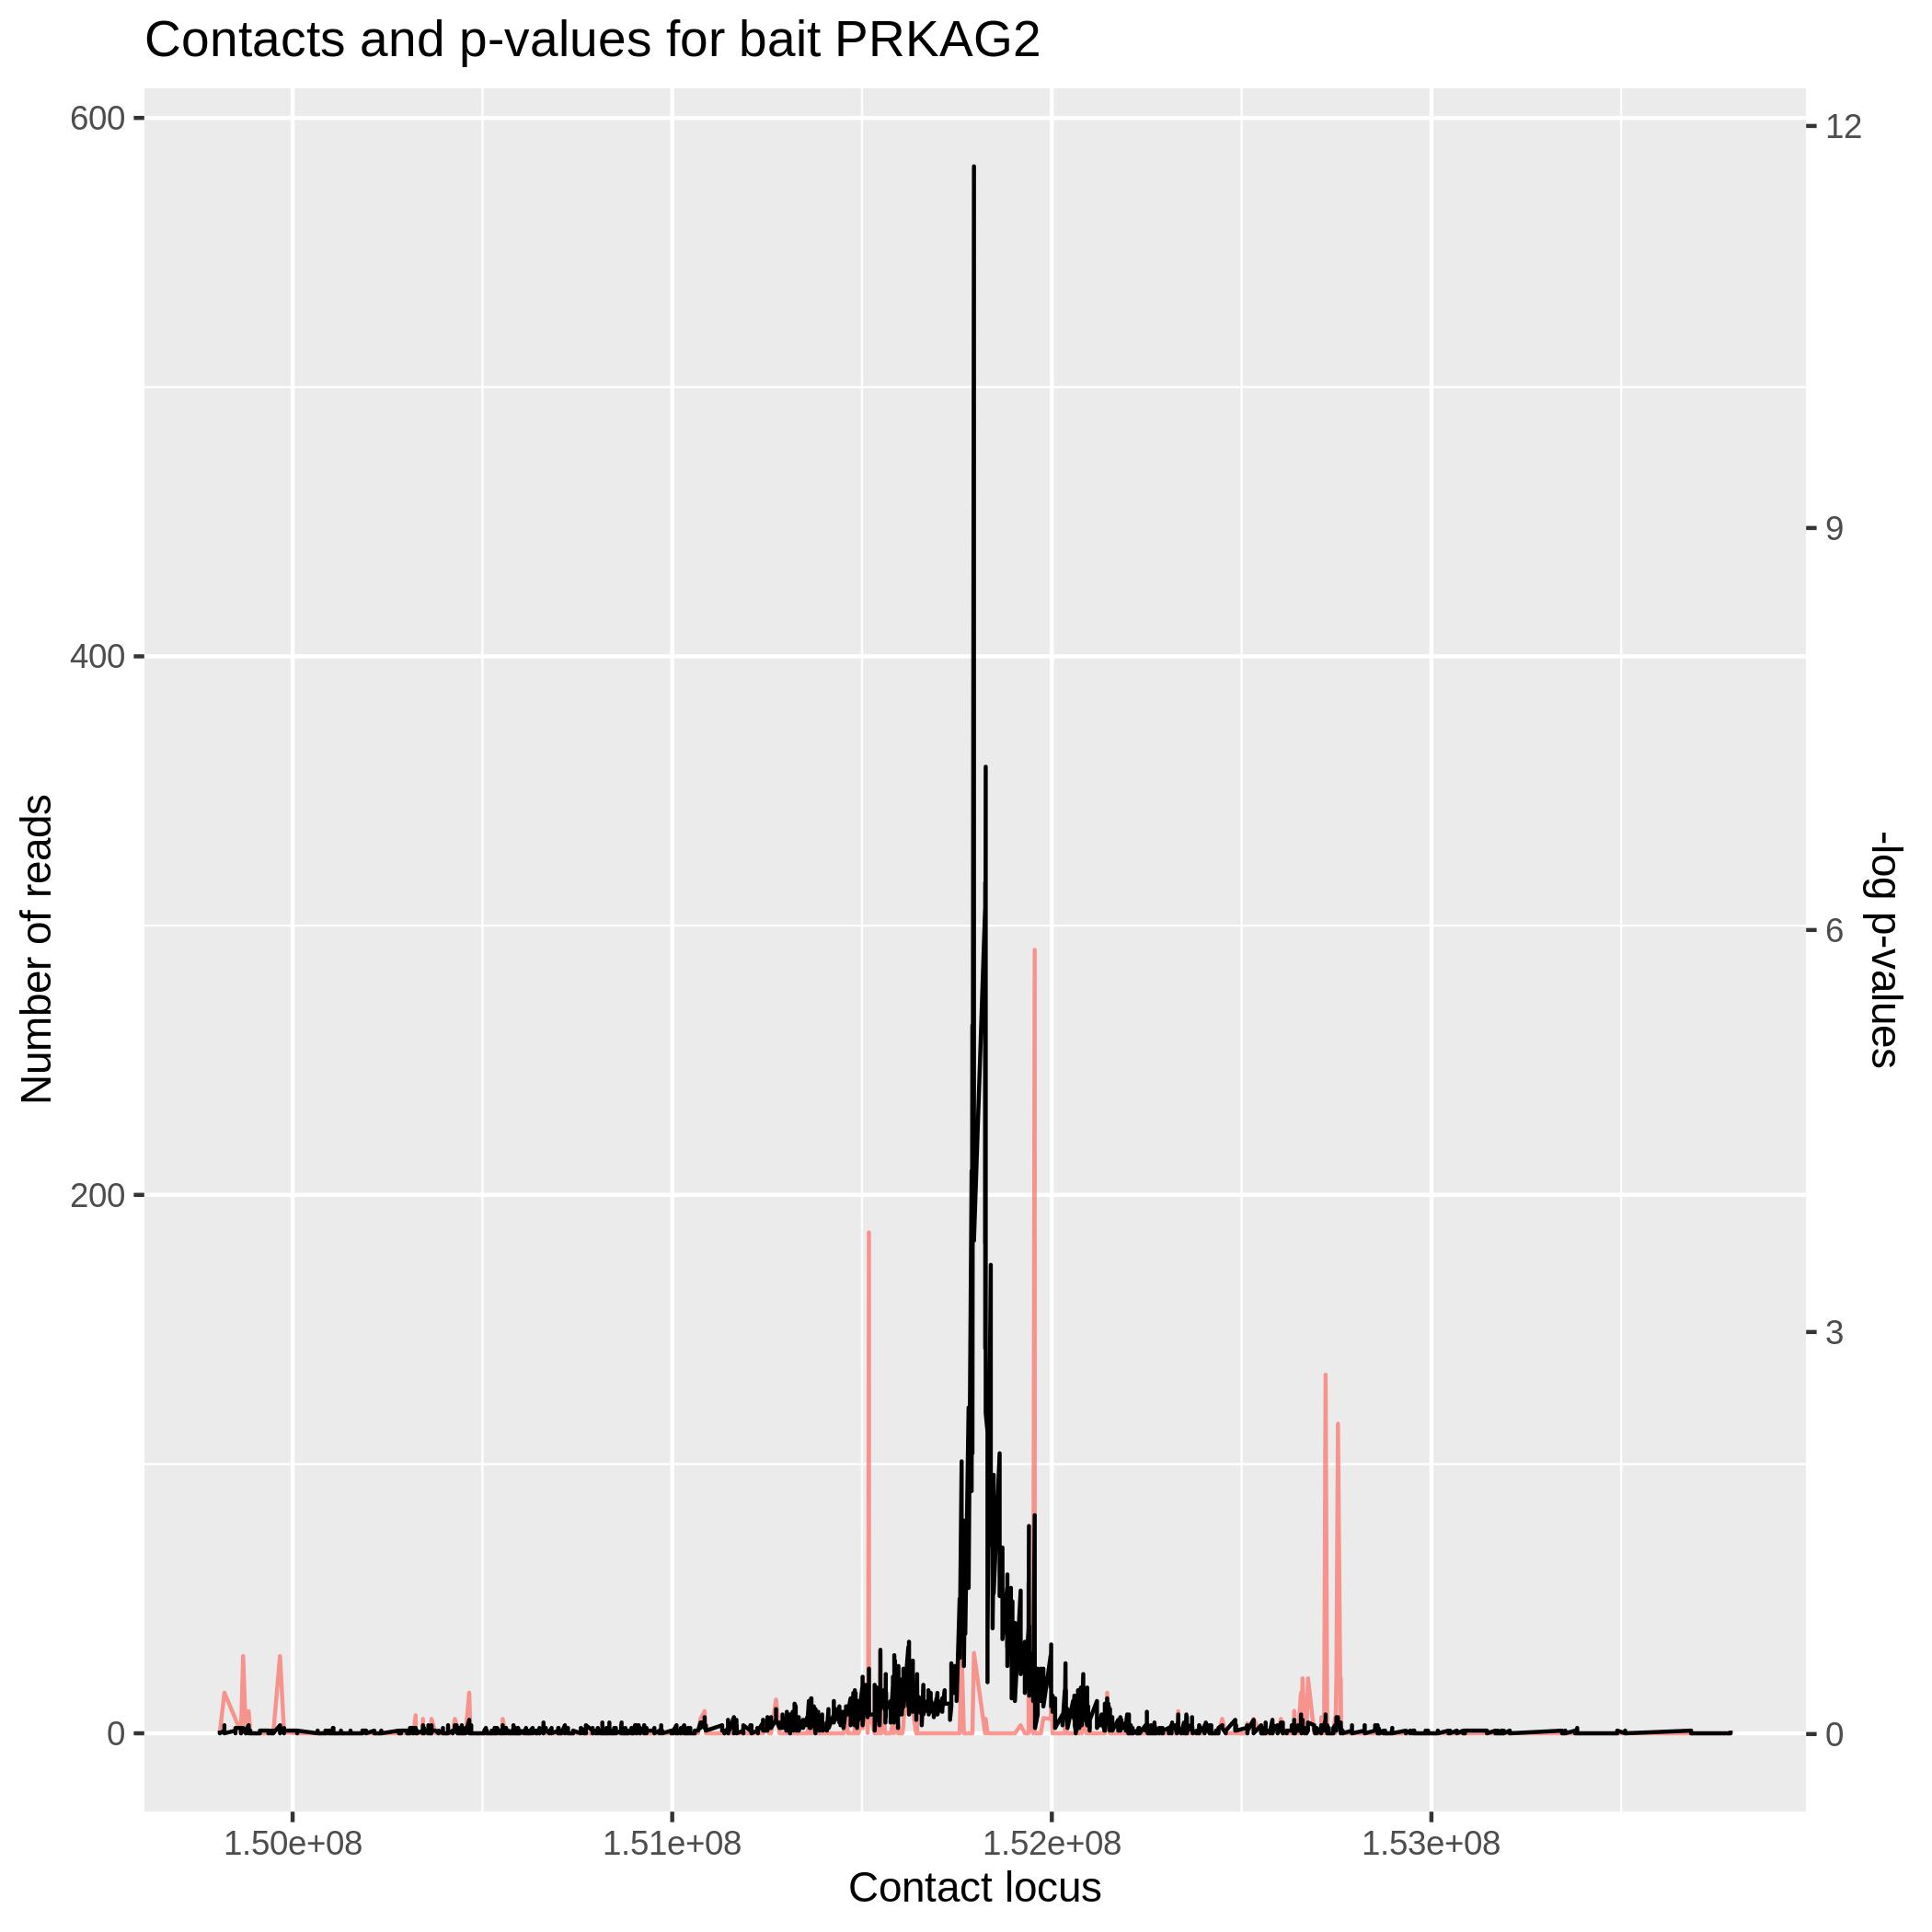 Contacts and p-values for bait PRKAG2
600
400
200
0
Number of reads
12
9
6
3
0
-log p-values
1.50e+08
1.51e+08
1.52e+08
1.53e+08
Contact locus